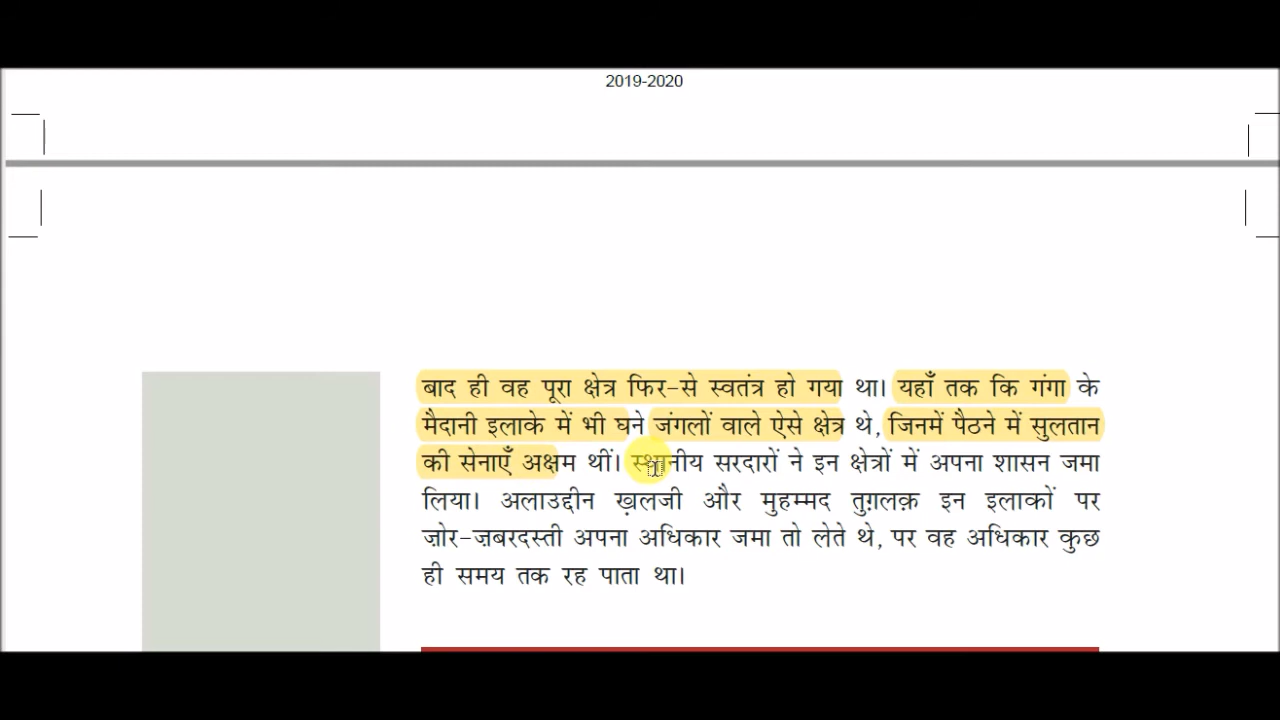 2019-2020
बाद ही वह पूरा क्षेत्र फिर-से स्वतंत्र हो गया था। यहाँ तक कि गंगा के
मैदानी इलाके में भी घने जंगलों वाले ऐसे क्षेत्र थे, जिनमें पैठने में सुलतान
की सेनाएँ अक्षम थीं। स्थानीय सरदारों ने इन क्षेत्रों में अपना शासन जमा
लिया। अलाउद्दीन ख़लजी और मुहम्मद तुग़लक़ इन इलाकों पर
ज़ोर-ज़बरदस्ती अपना अधिकार जमा तो लेते थे, पर वह अधिकार कुछ
ही समय तक रह पाता था।